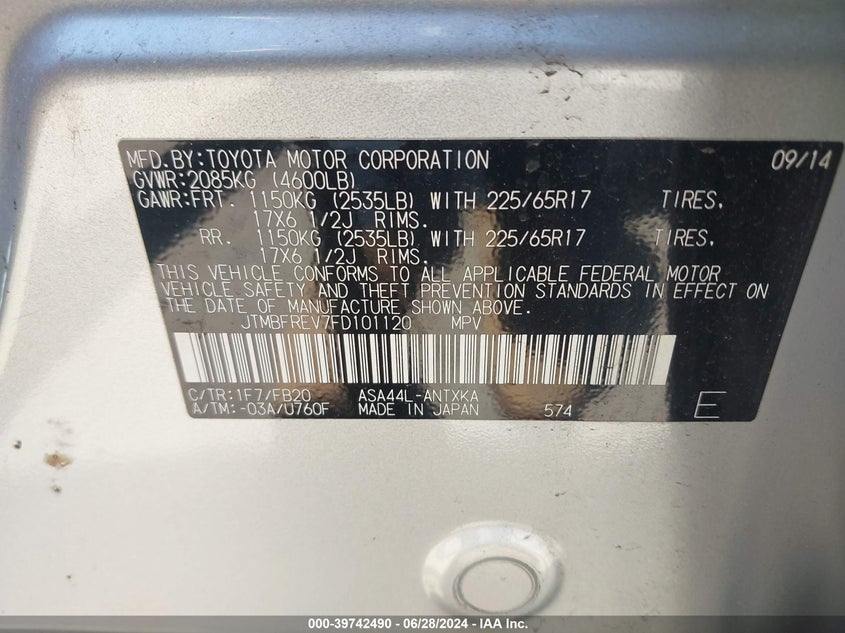 MFD.BY:TOYOTA MOTOR CORPORATION 09/14
GVWR:2085KG (4600LB)
GAWR:FRT. 1150KG (2535LB) WITH 225/65R17 TIRES,
17X6 1/2J RIMS.
RR. 1150KG (2535LB) WITH 225/65R17 TIRES,
17X6 1/2J RIMS.
THIS VEHICLE CONFORMS TO ALL APPLICABLE FEDERAL MOTOR
VEHICLE SAFETY AND THEFT PREVENTION STANDARDS IN EFFECT ON
THE DATE OF MANUFACTURE SHOWN ABOVE.
JTMBFREV7FD101120 MPV
C/TR:1F7/FB20 ASA44L-ANTXKA
A/TM:-03A/U760F MADE IN JAPAN 574 E
000-39742490 - 06/28/2024 - IAA Inc.